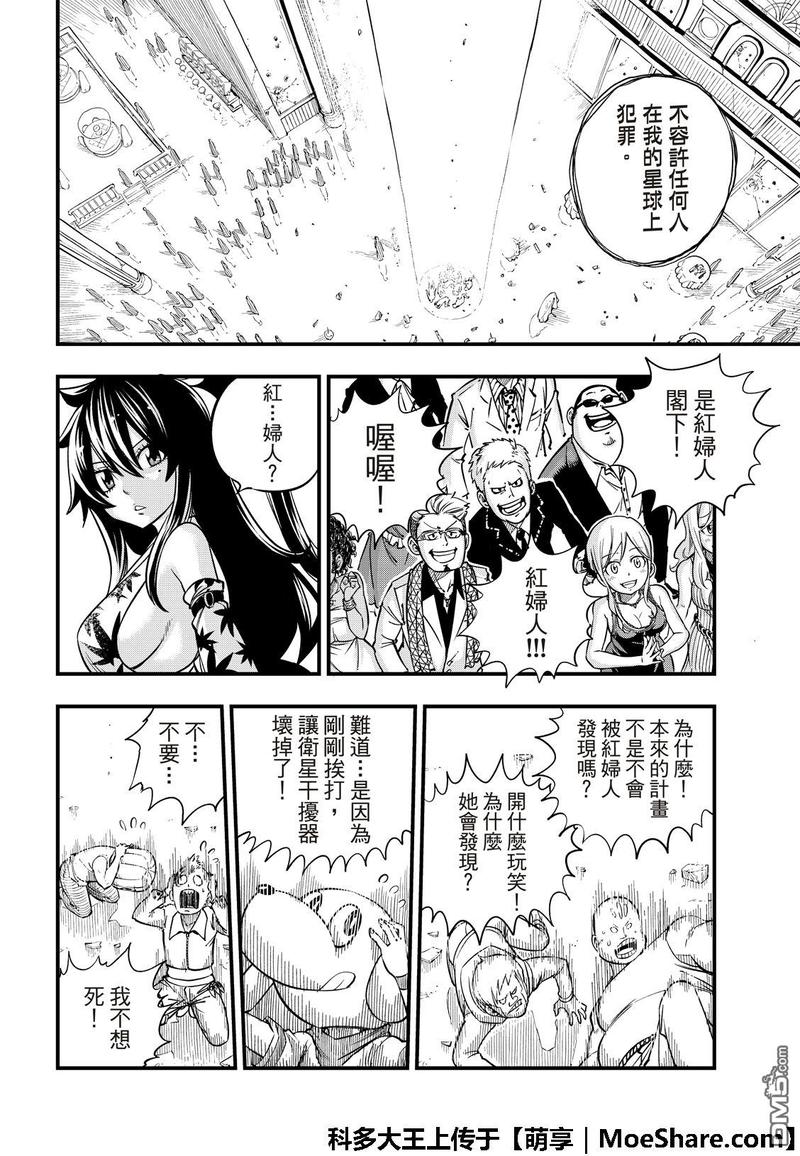 不容許任何人
在我的星球上
犯罪。
是紅婦人
閣下！
喔喔！
紅婦人!!!
紅…婦人？
為什麼！
本來的計畫
不是不會
被紅婦人
發現嗎？
開什麼玩笑！
為什麼
她會發現？
難道…是因為
剛剛挨打，
讓衛星干擾器
壞掉了！
不…
不要…
我不想
死！
DM5.com
科多大王上传于【萌享｜MoeShare.com】